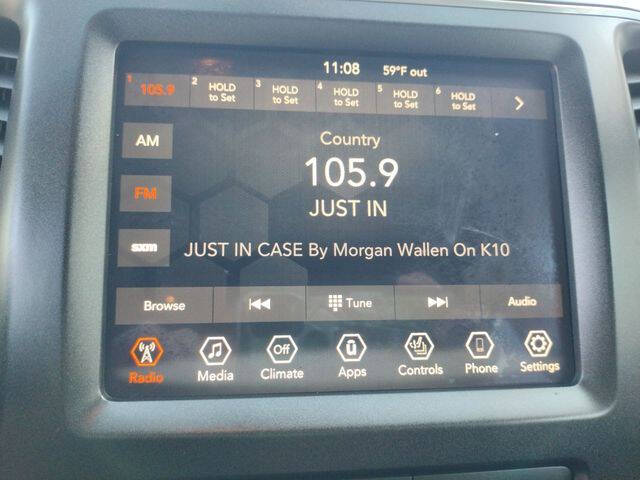 11:08 59°F out
1 105.9 2 HOLD to Set 3 HOLD to Set 4 HOLD to Set 5 HOLD to Set 6 HOLD to Set
AM
Country
105.9
FM
JUST IN
sxm
JUST IN CASE By Morgan Wallen On K10
Browse Tune Audio
Off ū
Radio Media Climate Apps Controls Phone Settings